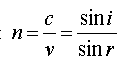 : n = c/v = sin i / sin r